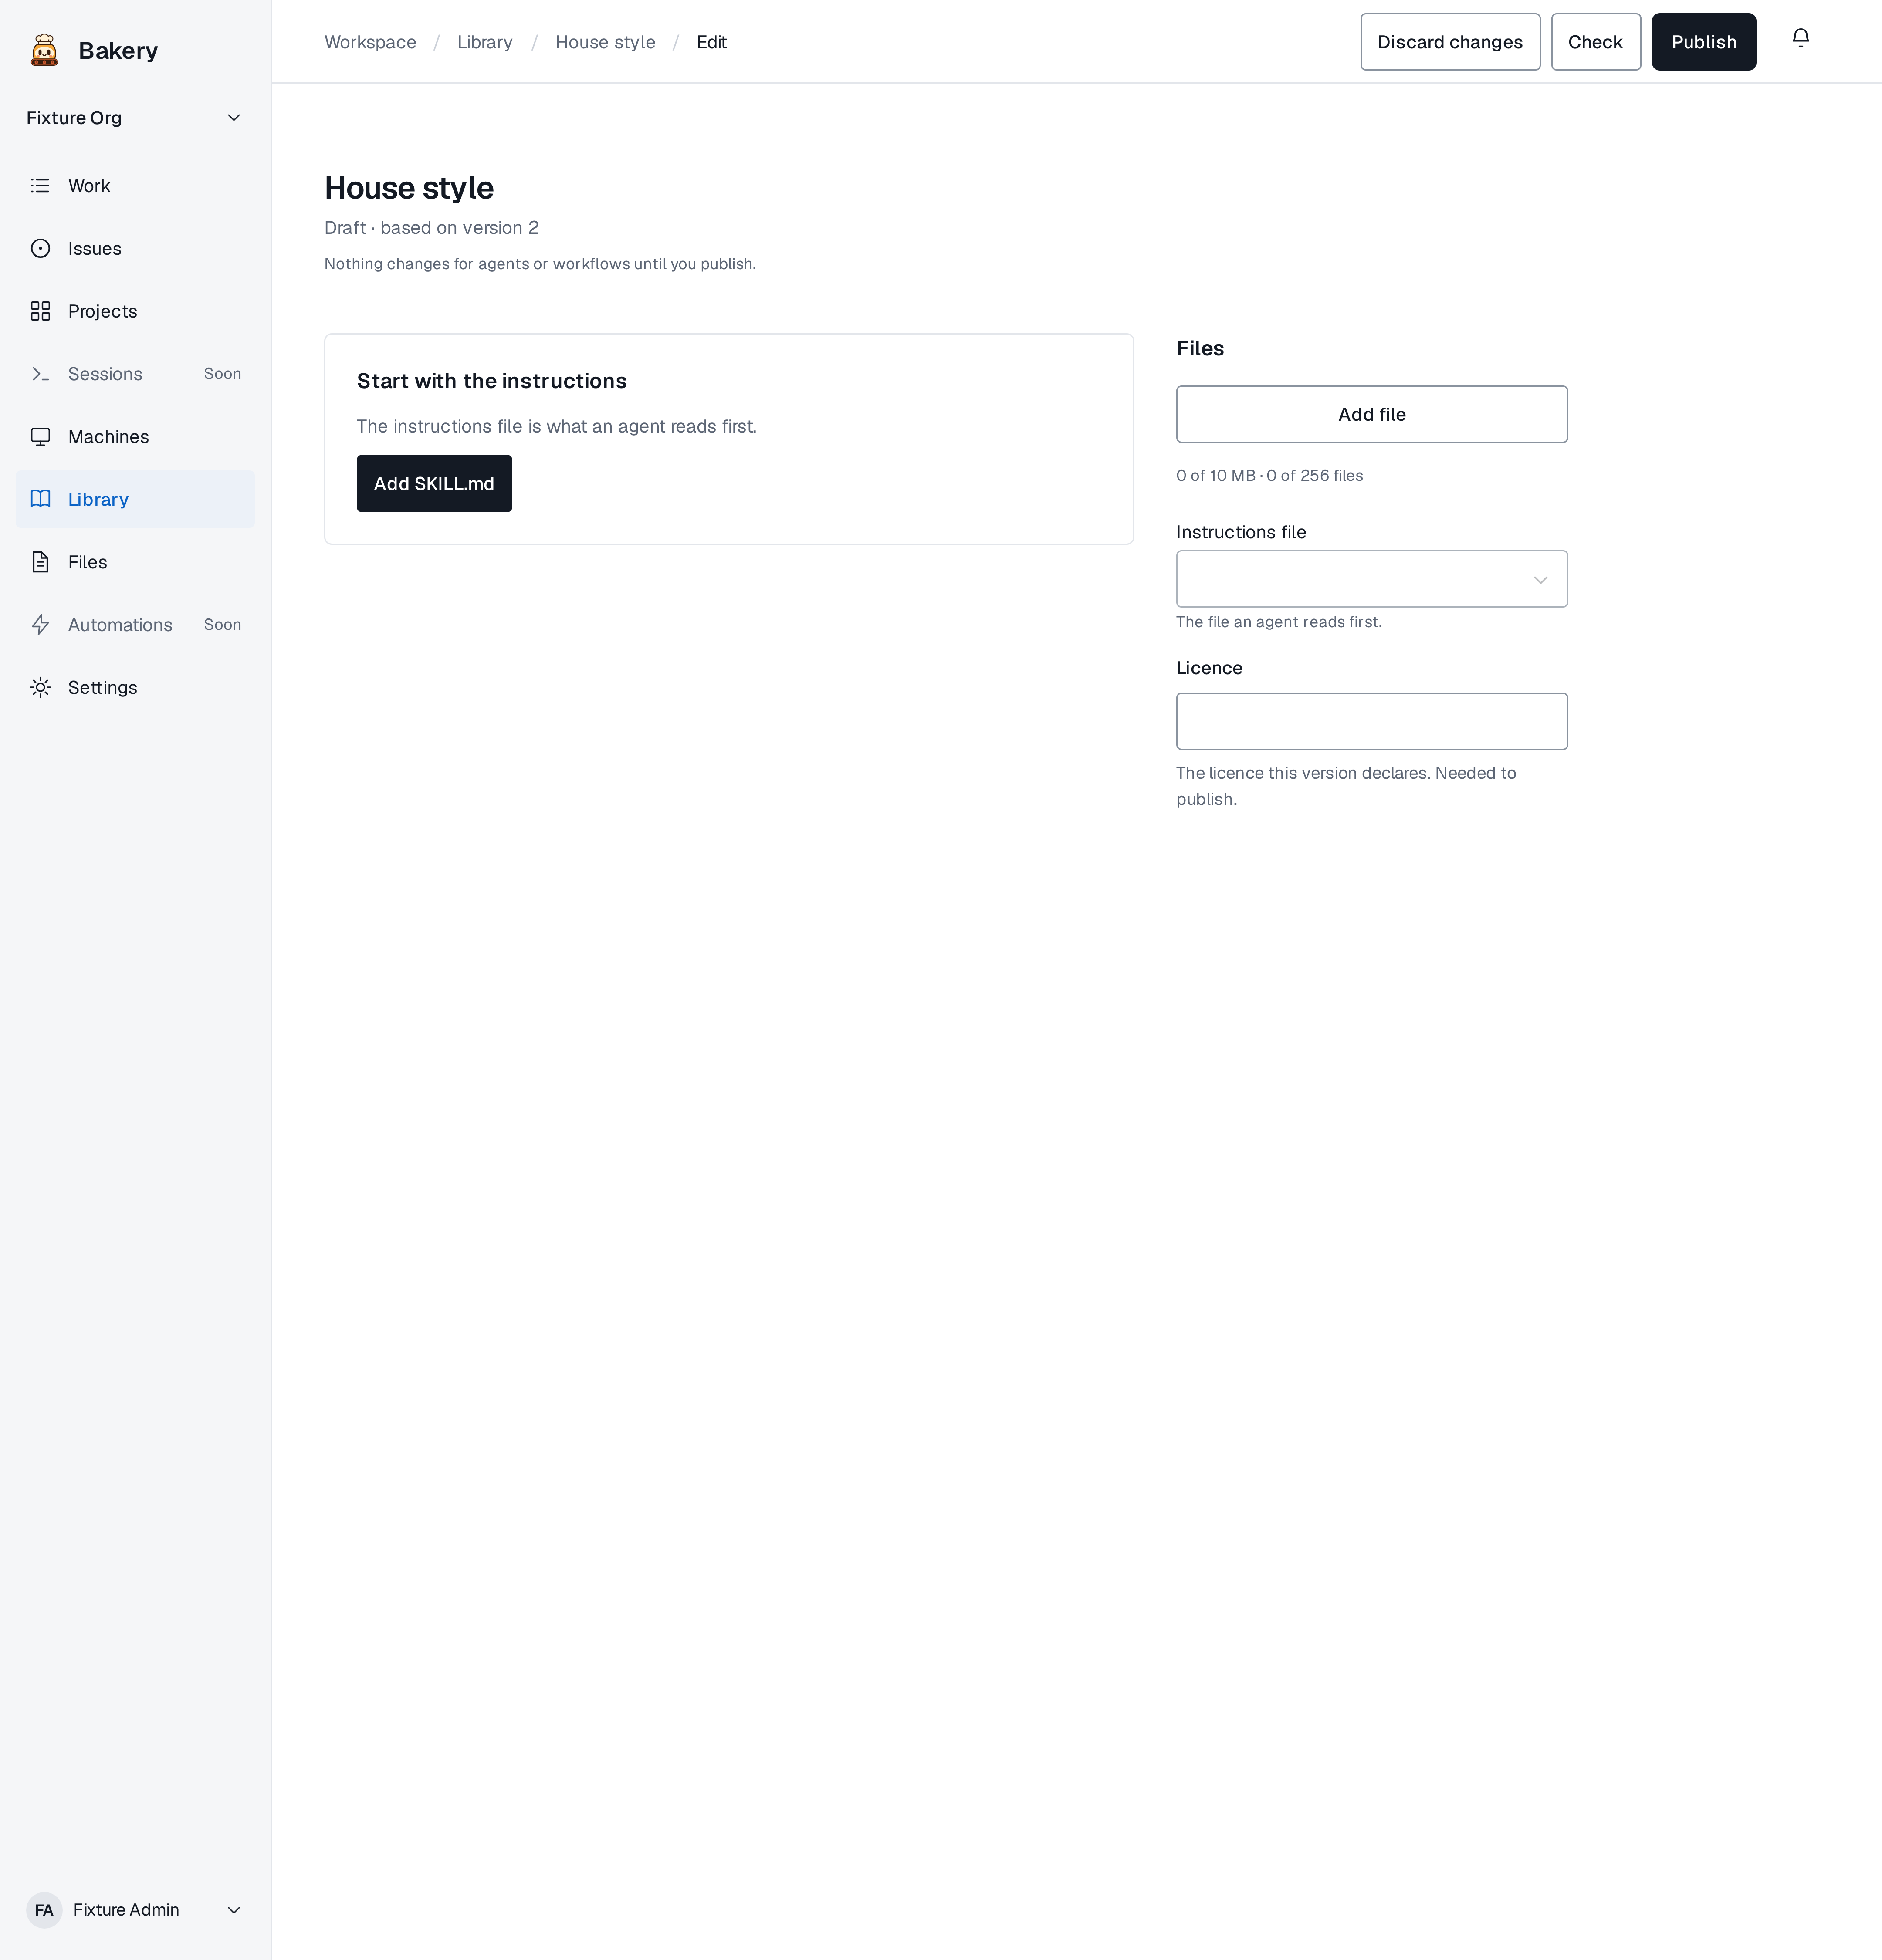 Bakery
Fixture Org
Work
Issues
Projects
Sessions Soon
Machines
Library
Files
Automations Soon
Settings
FA Fixture Admin
Workspace / Library / House style / Edit
Discard changes Check Publish
House style
Draft · based on version 2
Nothing changes for agents or workflows until you publish.
Start with the instructions
The instructions file is what an agent reads first.
Add SKILL.md
Files
Add file
0 of 10 MB · 0 of 256 files
Instructions file
The file an agent reads first.
Licence
The licence this version declares. Needed to
publish.